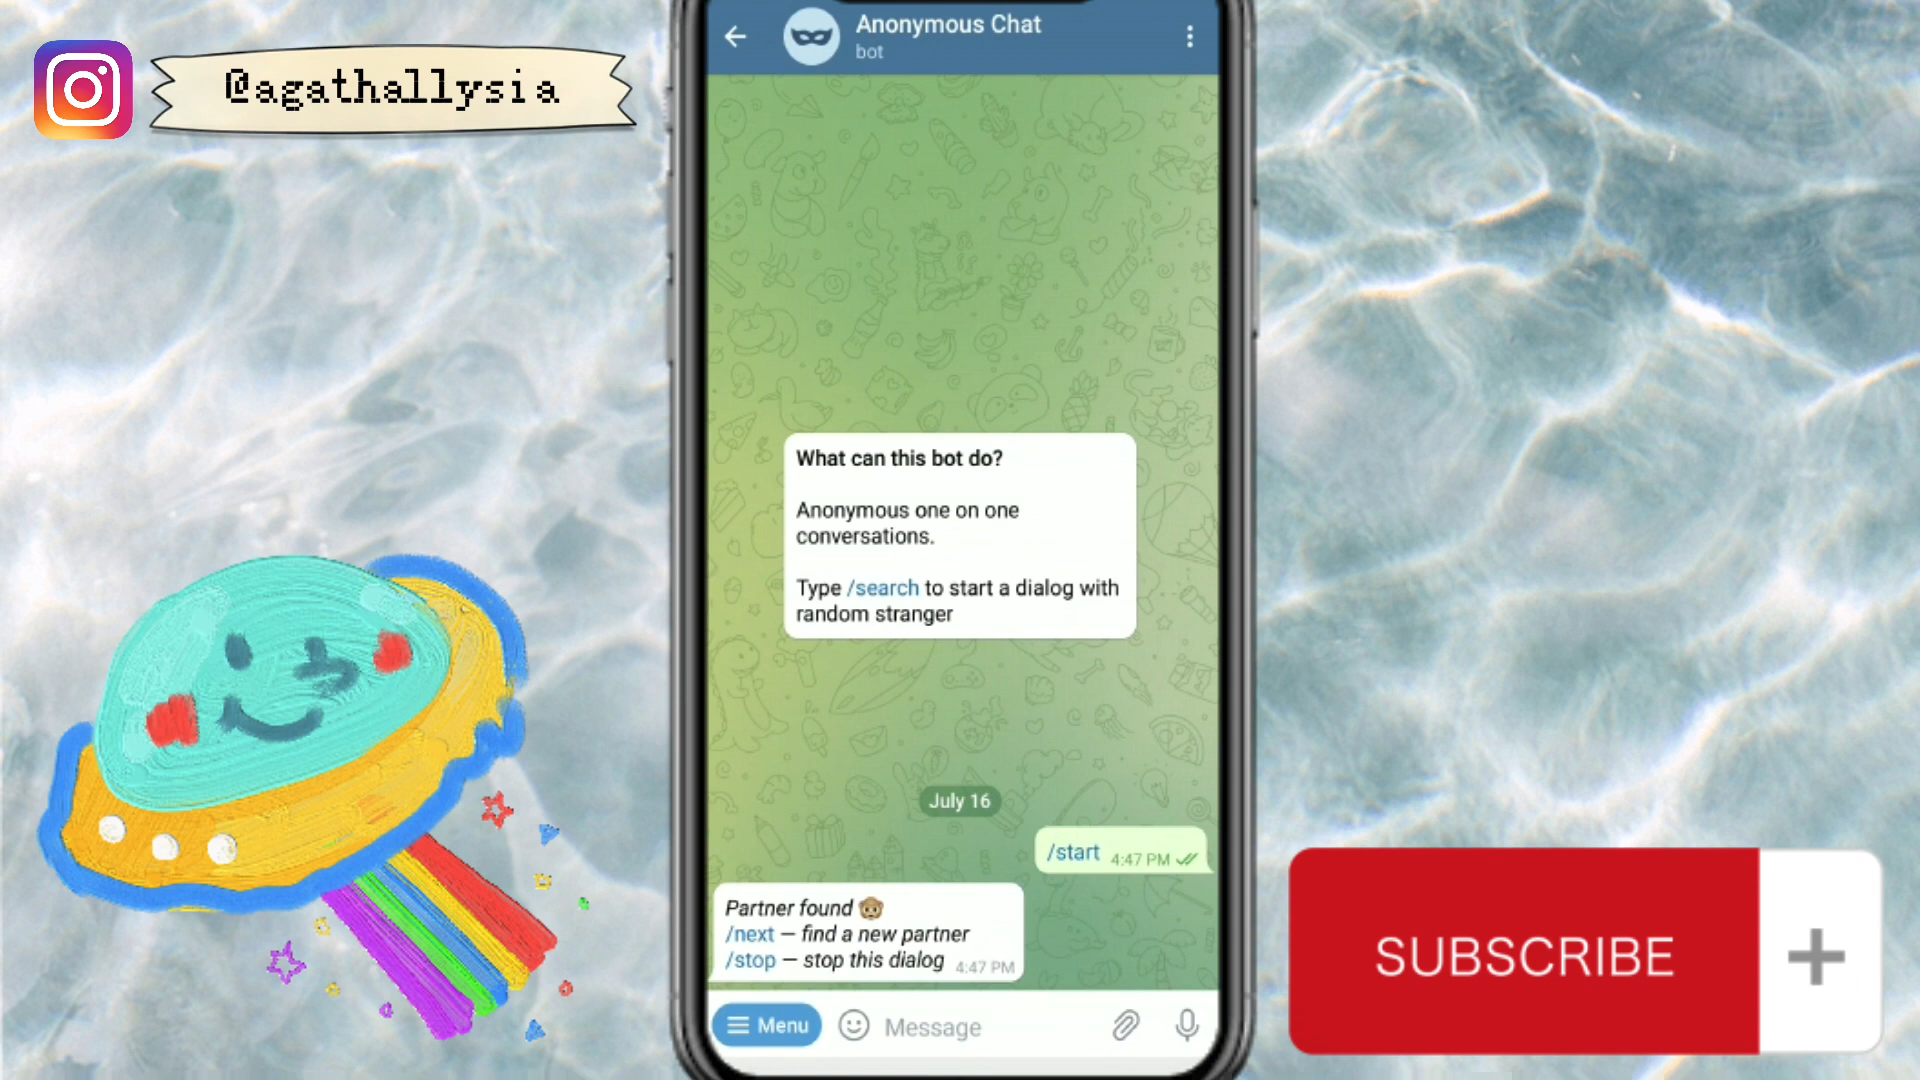 @agathallysia
Anonymous Chat
bot
What can this bot do?
Anonymous one on one
conversations.
Type /search to start a dialog with
random stranger
July 16
/start 4:47 PM
Partner found
/next — find a new partner
/stop — stop this dialog 4:47 PM
Menu
Message
SUBSCRIBE